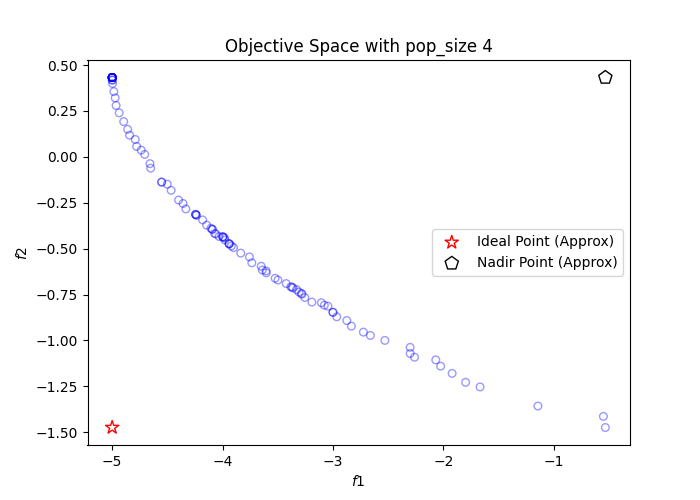 Objective Space with pop_size 4
0.50
0.25
0.00
−0.25
−0.50
−0.75
−1.00
−1.25
−1.50
f2
Ideal Point (Approx)
Nadir Point (Approx)
−5
−4
−3
−2
−1
f1